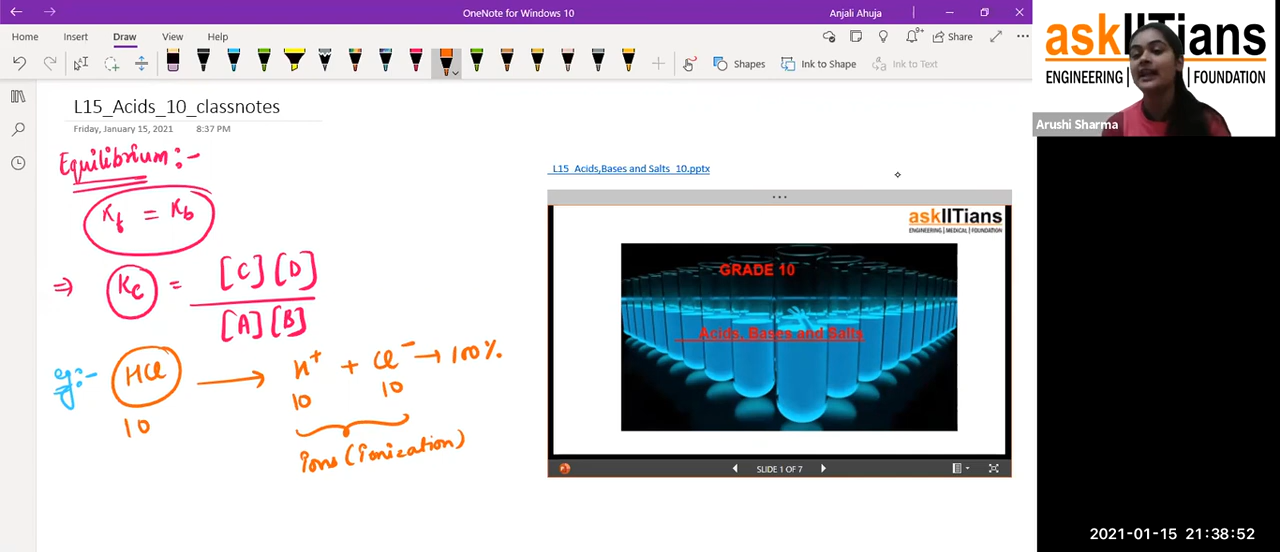 OneNote for Windows 10
Anjali Ahuja
Home Insert Draw View Help
Share
Shapes
Ink to Shape
Ink to Text
L15_Acids_10_classnotes
Friday, January 15, 2021 8:37 PM
Equilibrium:-
Kf = Kb
⇒ Kc = [C][D]
[A][B]
eg:- HCl → H+ + Cl- → 100%
10 10 10
Ions (Ionization)
L15_Acids,Bases and Salts_10.pptx
askIITians
ENGINEERING | MEDICAL | FOUNDATION
GRADE 10
Acids, Bases and Salts
SLIDE 1 OF 7
askIITians
ENGINEERING FOUNDATION
Arushi Sharma
2021-01-15 21:38:52